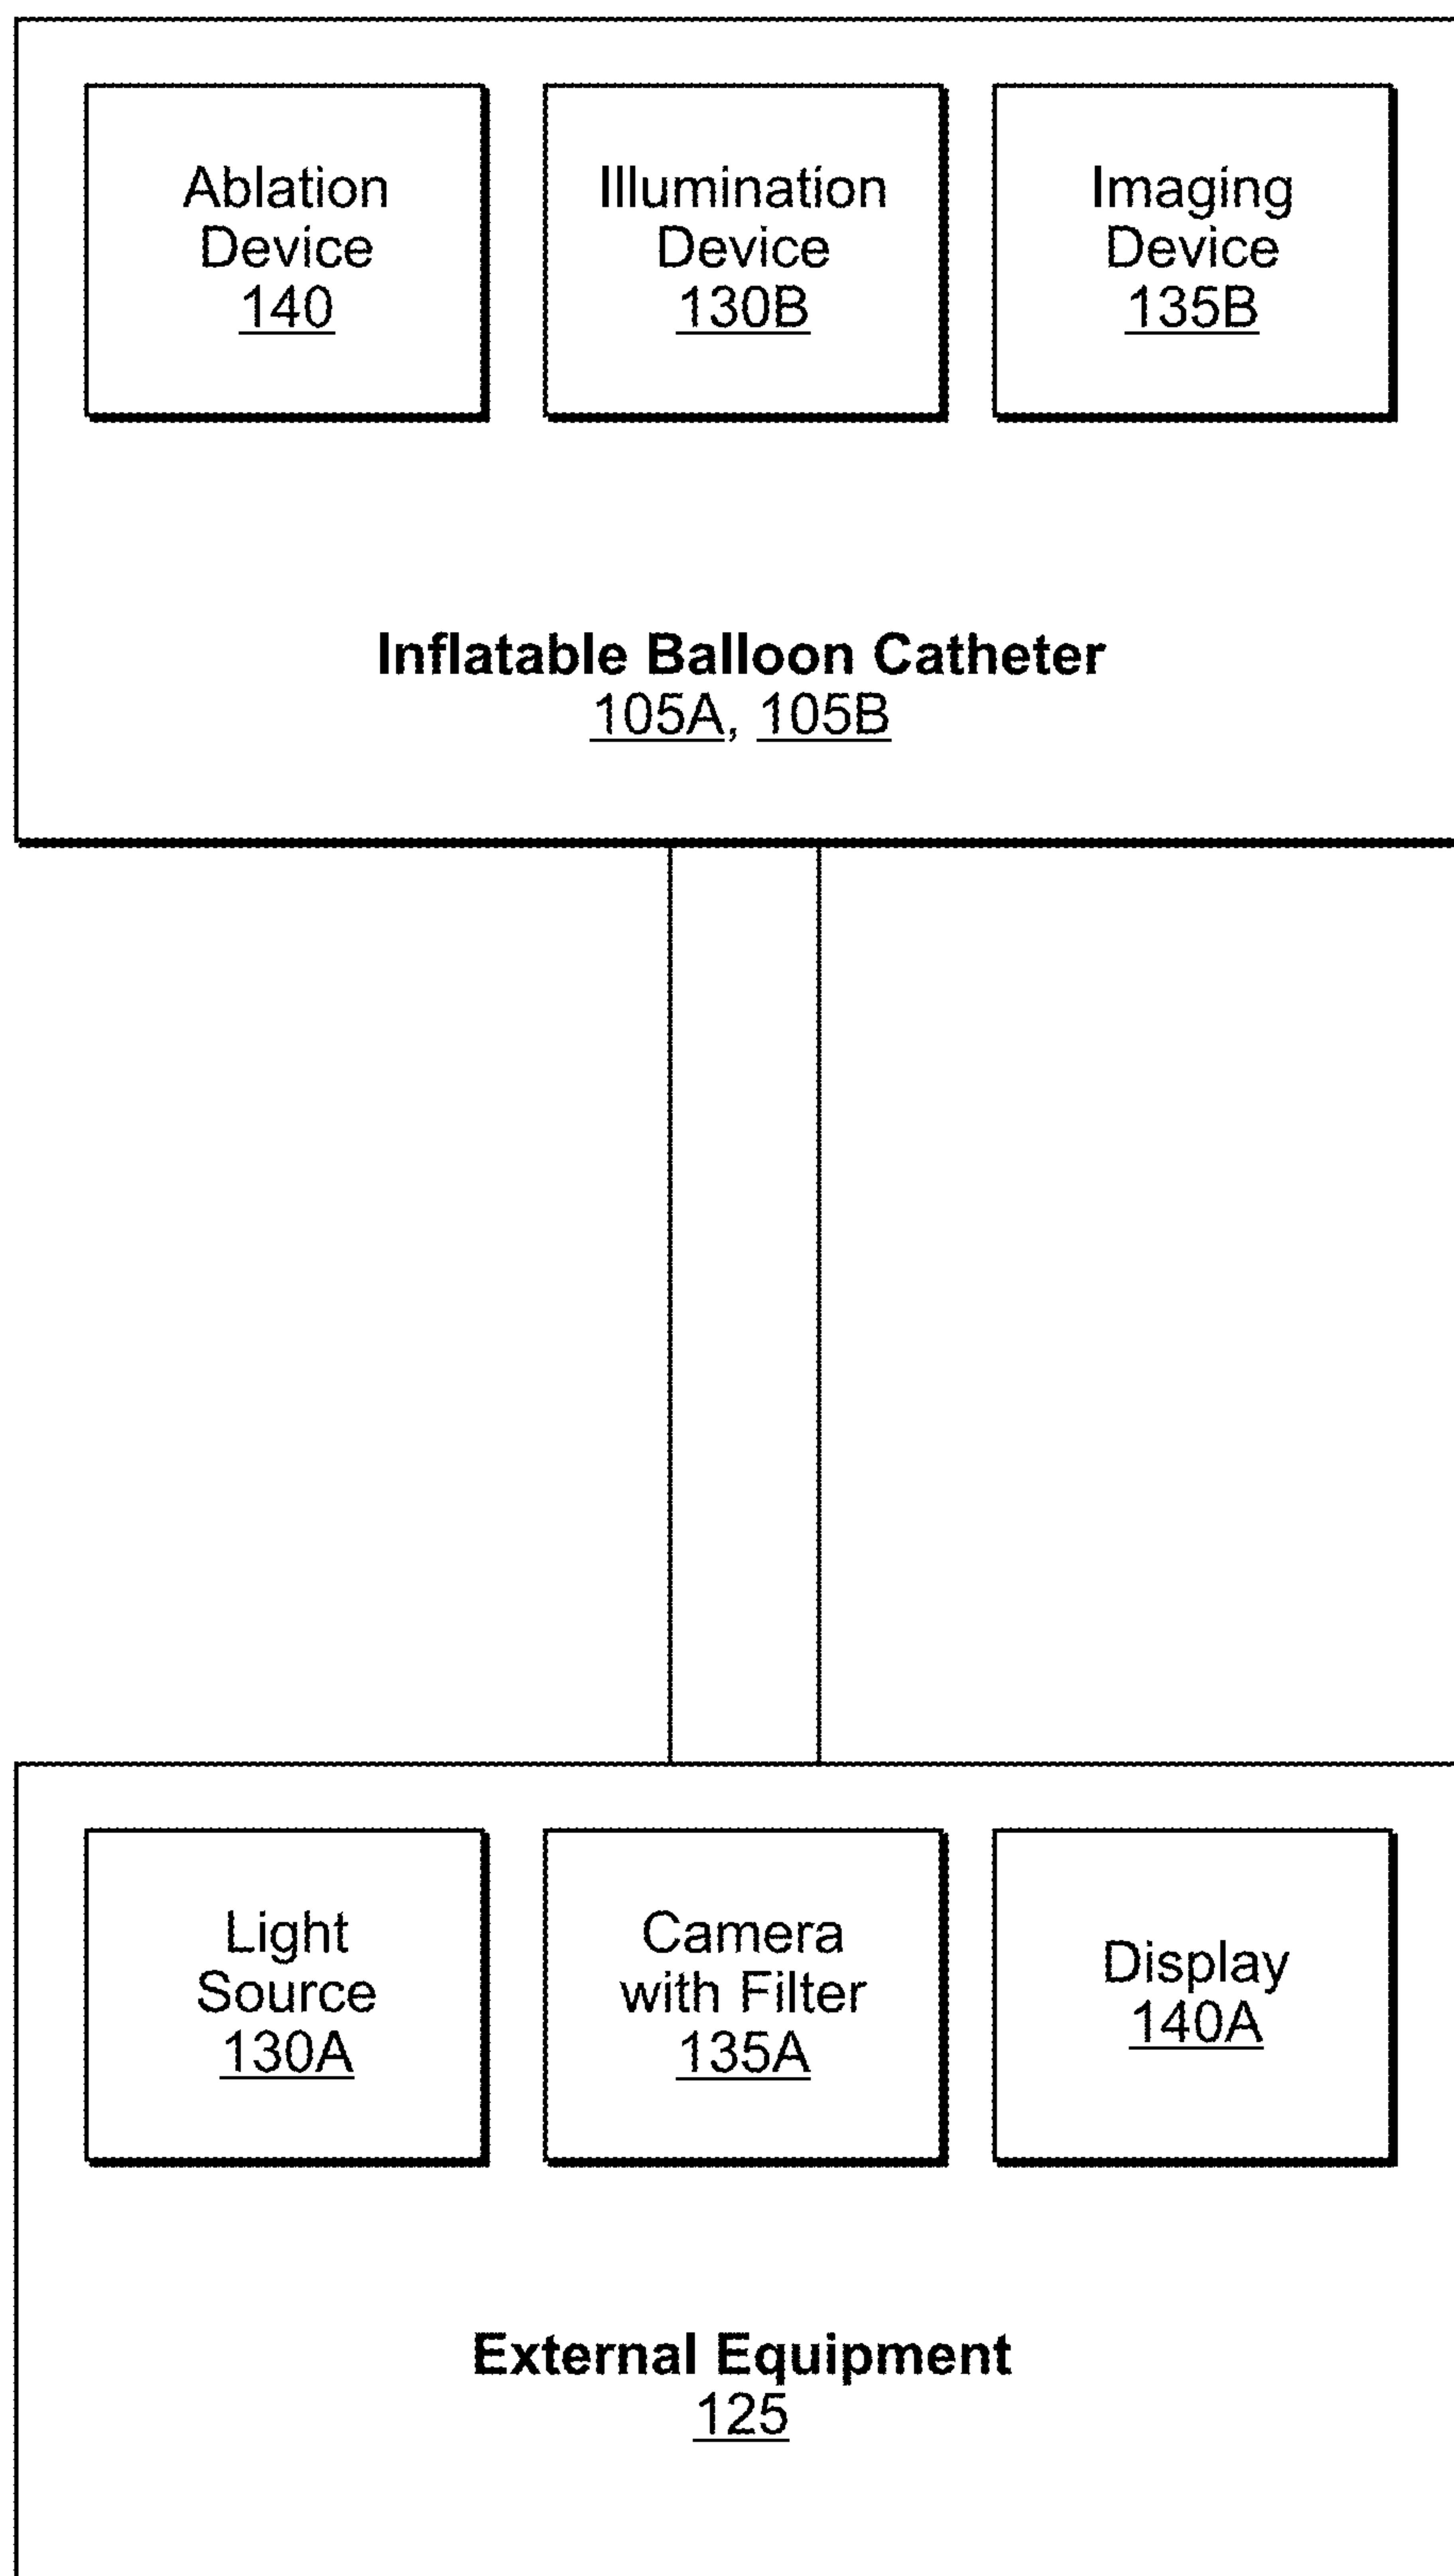 Ablation
Device
140
Illumination
Device
130B
Imaging
Device
135B
Inflatable Balloon Catheter
105A, 105B
Light
Source
130A
Camera
with Filter
135A
Display
140A
External Equipment
125